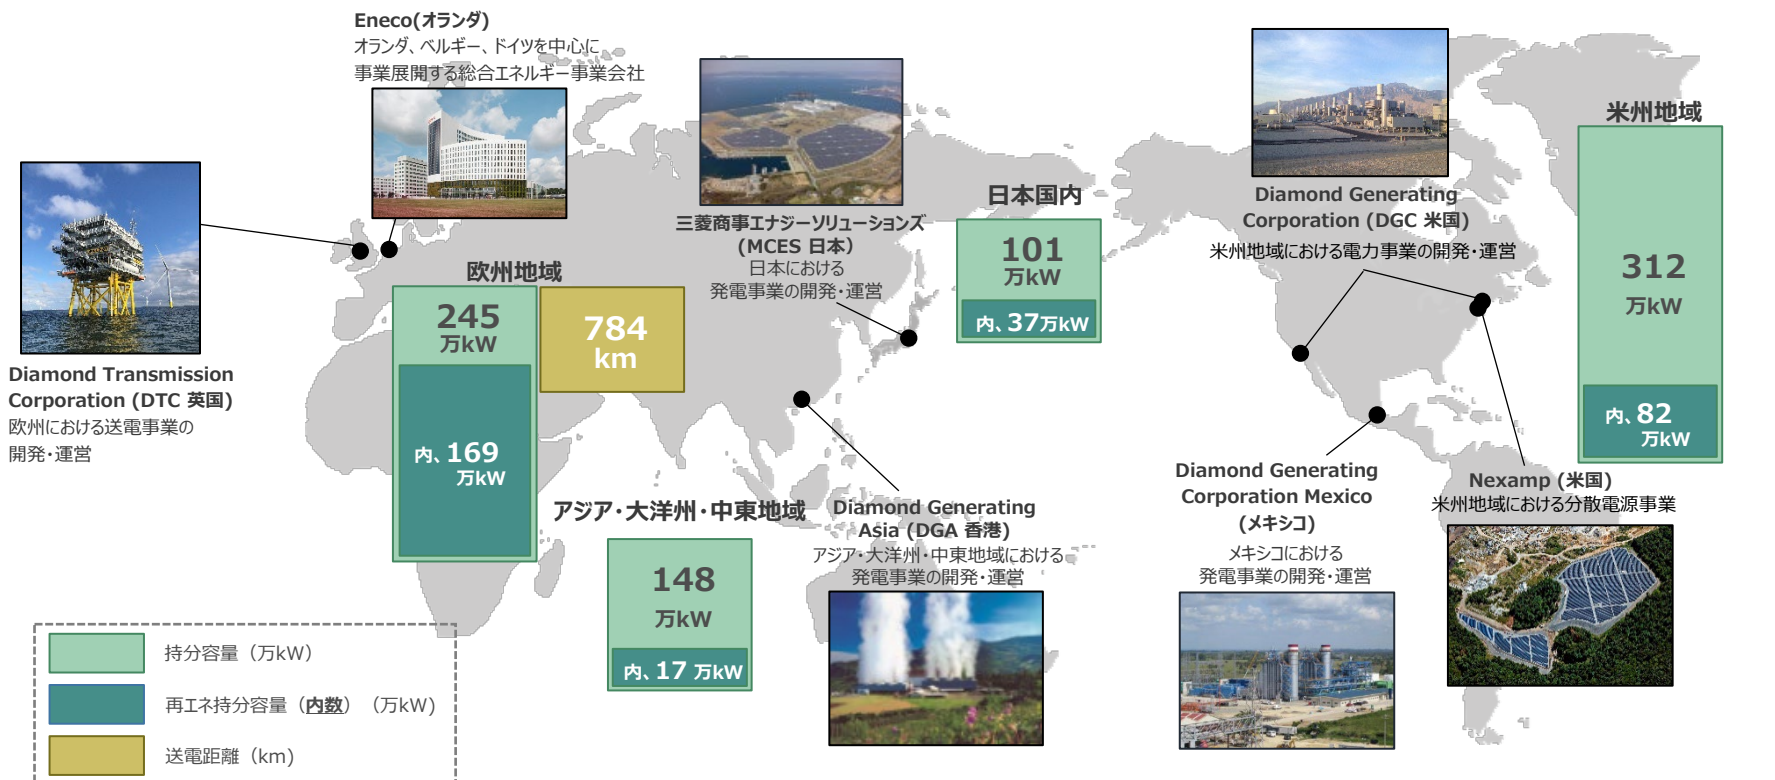 Eneco(オランダ)
オランダ、ベルギー、ドイツを中心に
事業展開する総合エネルギー事業会社
Diamond Transmission
Corporation (DTC 英国)
欧州における送電事業の
開発・運営
欧州地域
245
万kW
内、169
万kW
784
km
三菱商事エナジーソリューションズ
(MCES 日本)
日本における
発電事業の開発・運営
日本国内
101
万kW
内、37万kW
アジア・大洋州・中東地域
148
万kW
内、17 万kW
Diamond Generating
Asia (DGA 香港)
アジア・大洋州・中東地域における
発電事業の開発・運営
Diamond Generating
Corporation (DGC 米国)
米州地域における電力事業の開発・運営
Diamond Generating
Corporation Mexico
(メキシコ)
メキシコにおける
発電事業の開発・運営
米州地域
312
万kW
内、82
万kW
Nexamp (米国)
米州地域における分散電源事業
持分容量（万kW）
再エネ持分容量（内数）（万kW)
送電距離（km）